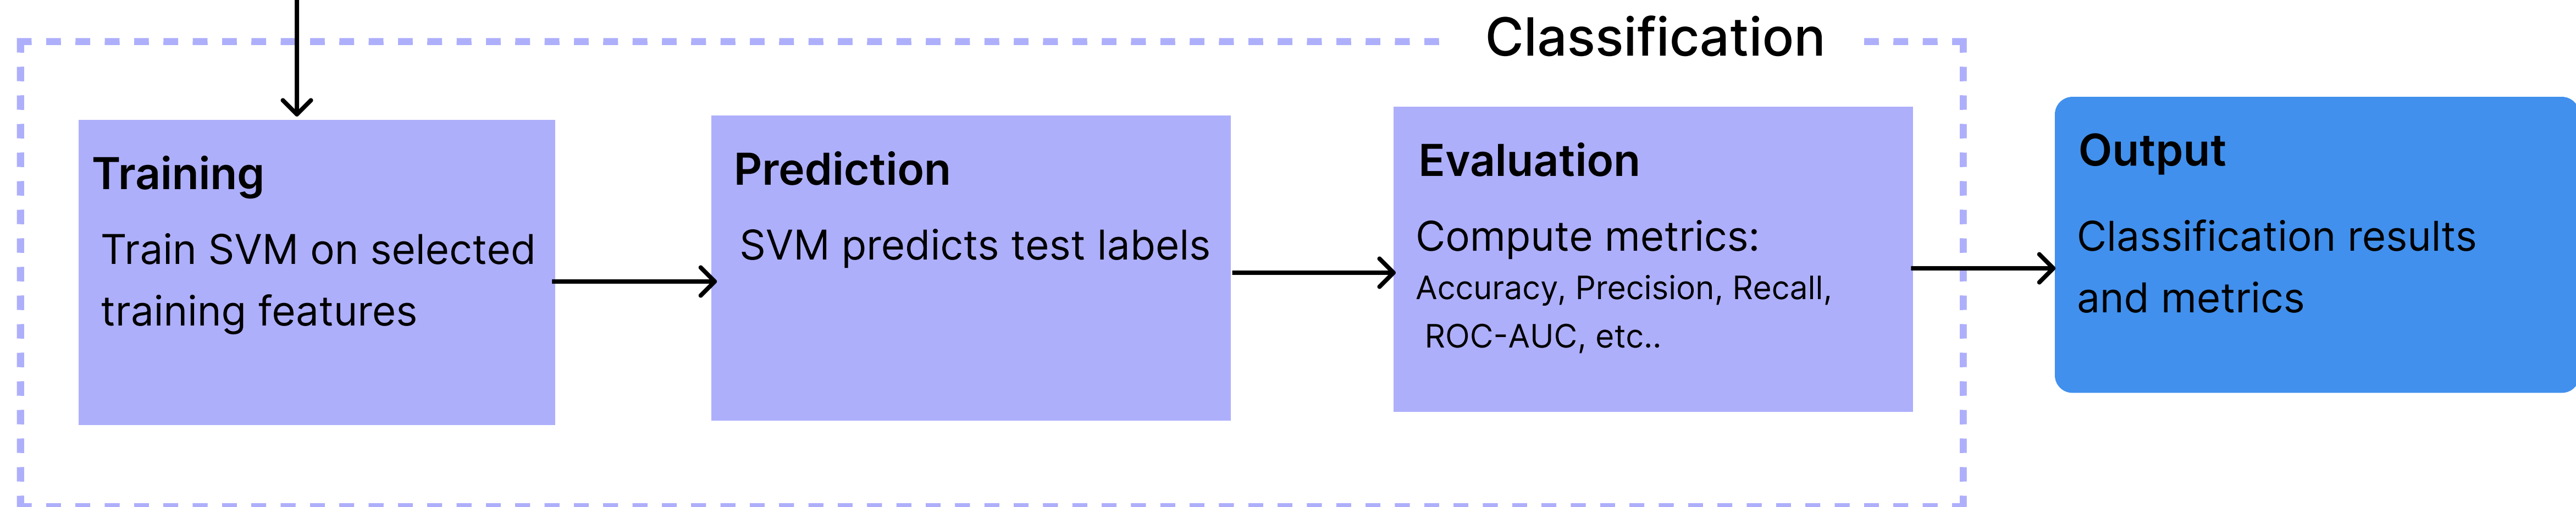 Classification
Training
Train SVM on selected
training features
Prediction
SVM predicts test labels
Evaluation
Compute metrics:
Accuracy, Precision, Recall,
ROC-AUC, etc..
Output
Classification results
and metrics